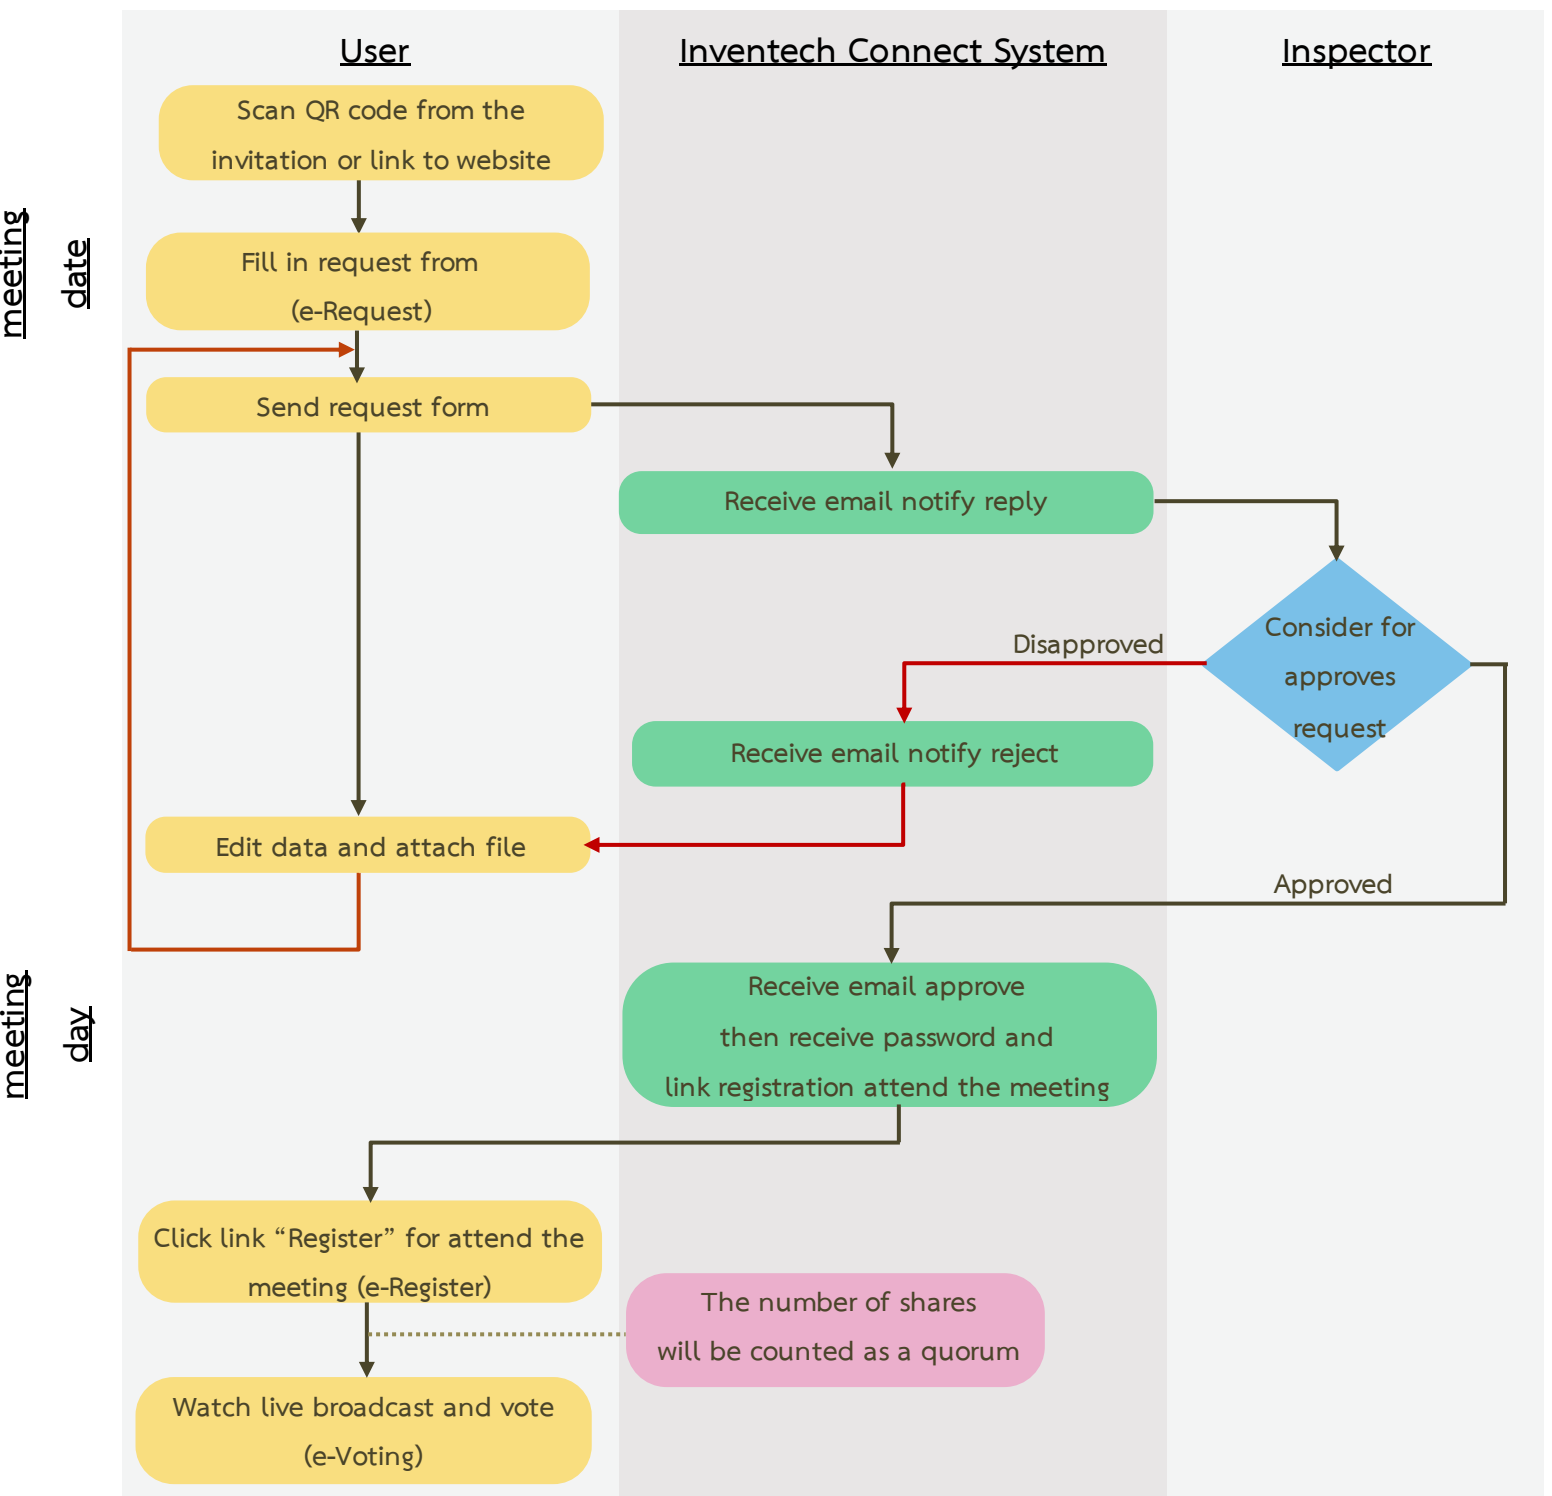 User
Inventech Connect System
Inspector
Scan QR code from the
invitation or link to website
meeting
date
Fill in request from
(e-Request)
Send request form
Receive email notify reply
Consider for
approves
request
Disapproved
Receive email notify reject
Edit data and attach file
Approved
meeting
day
Receive email approve
then receive password and
link registration attend the meeting
Click link “Register” for attend the
meeting (e-Register)
The number of shares
will be counted as a quorum
Watch live broadcast and vote
(e-Voting)